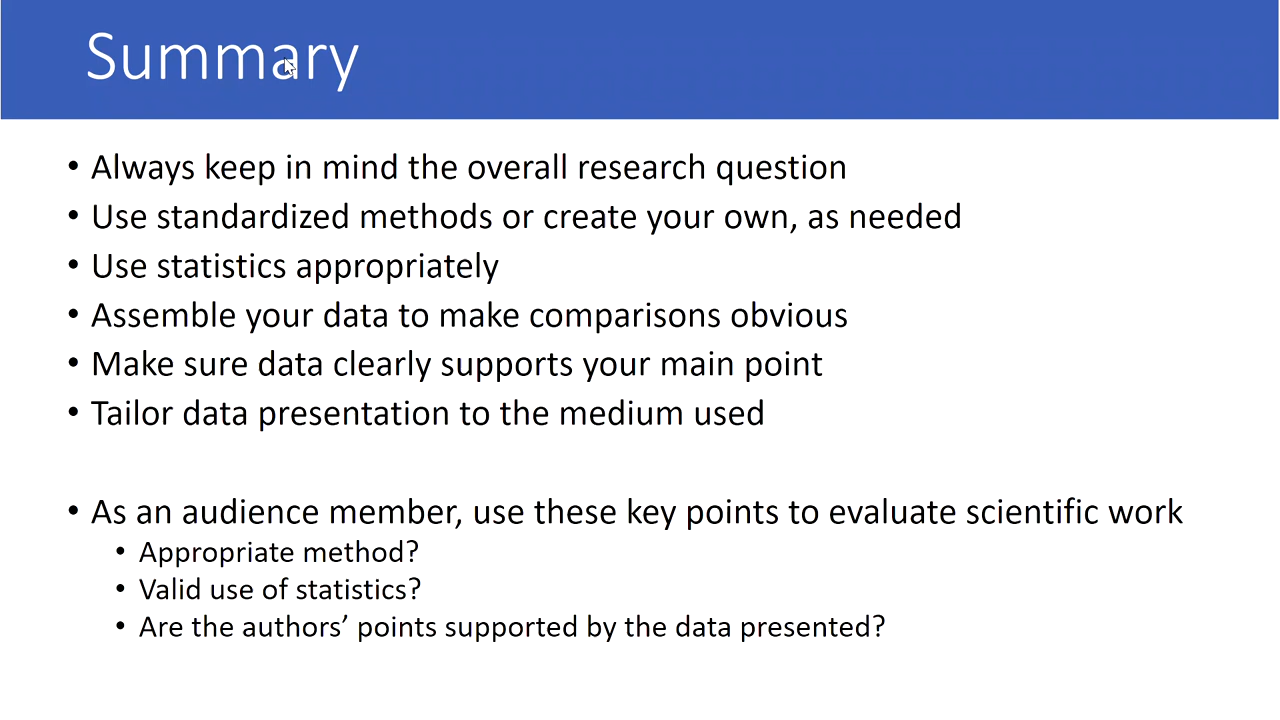 Summary
• Always keep in mind the overall research question
• Use standardized methods or create your own, as needed
• Use statistics appropriately
• Assemble your data to make comparisons obvious
• Make sure data clearly supports your main point
• Tailor data presentation to the medium used
• As an audience member, use these key points to evaluate scientific work
• Appropriate method?
• Valid use of statistics?
• Are the authors’ points supported by the data presented?